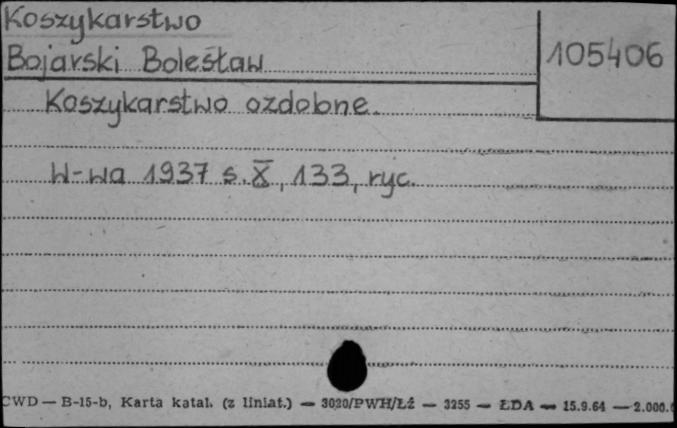 Koszykarstwo
Bojarski Bolesław
105406
Koszykarstwo ozdobne.
W-wa 1937 s. X, 133, ryc.
CWD — B-15-b, Karta katal. (z liniat.) — 3020/PWH/Łź — 3255 — ŁDA — 15.9.64 — 2.000.